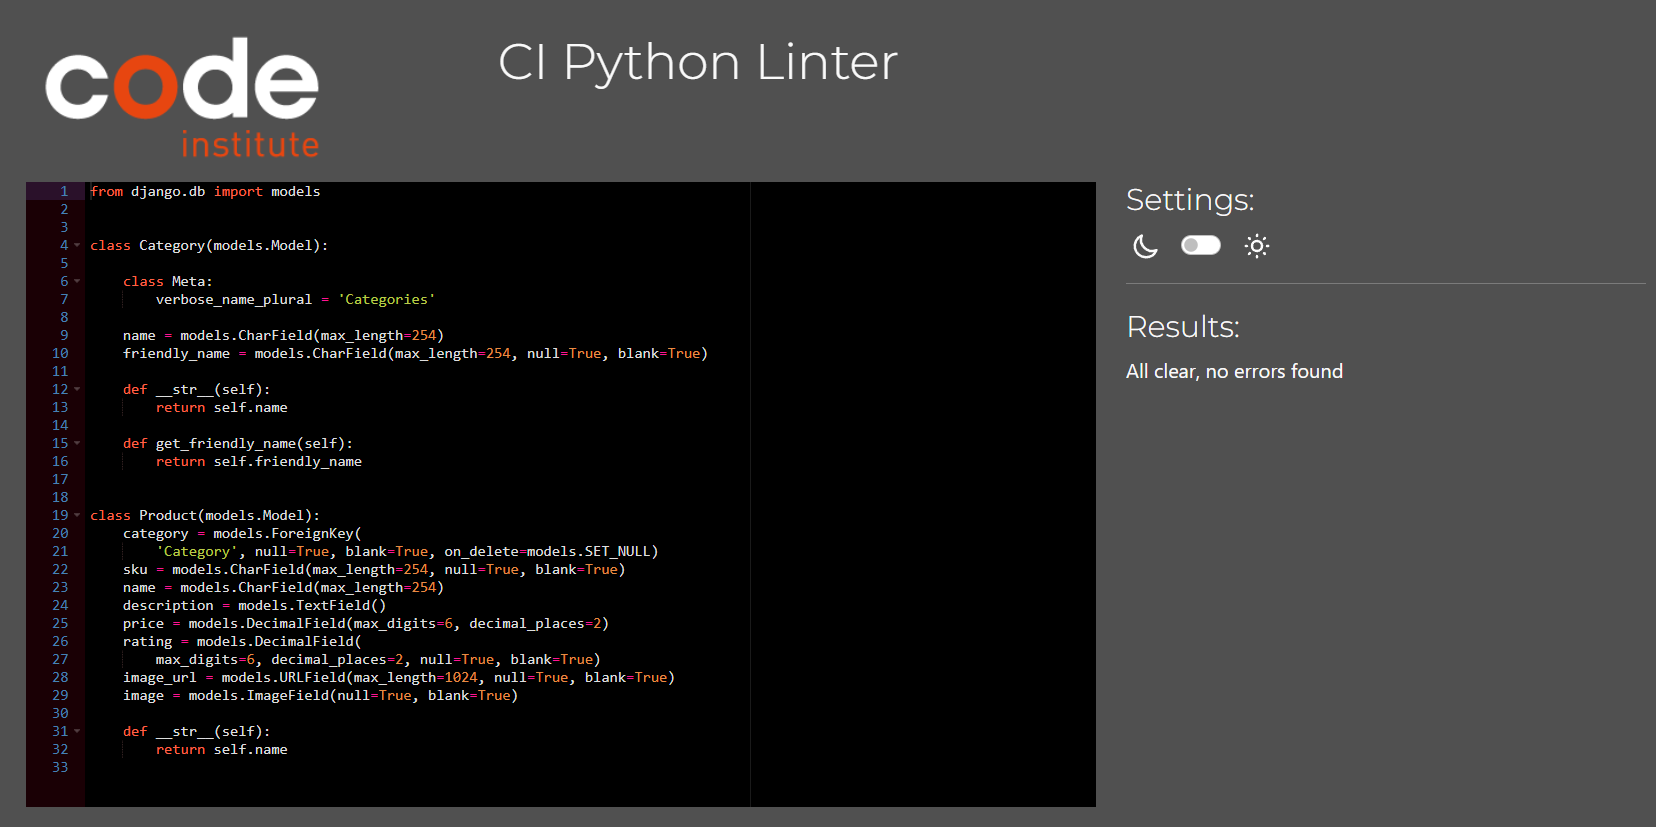 code
institute
CI Python Linter
1 from django.db import models
2
3
4 class Category(models.Model):
5
6     class Meta:
7         verbose_name_plural = 'Categories'
8
9     name = models.CharField(max_length=254)
10     friendly_name = models.CharField(max_length=254, null=True, blank=True)
11
12     def __str__(self):
13         return self.name
14
15     def get_friendly_name(self):
16         return self.friendly_name
17
18
19 class Product(models.Model):
20     category = models.ForeignKey(
21         'Category', null=True, blank=True, on_delete=models.SET_NULL)
22     sku = models.CharField(max_length=254, null=True, blank=True)
23     name = models.CharField(max_length=254)
24     description = models.TextField()
25     price = models.DecimalField(max_digits=6, decimal_places=2)
26     rating = models.DecimalField(
27         max_digits=6, decimal_places=2, null=True, blank=True)
28     image_url = models.URLField(max_length=1024, null=True, blank=True)
29     image = models.ImageField(null=True, blank=True)
30
31     def __str__(self):
32         return self.name
33
Settings:
Results:
All clear, no errors found